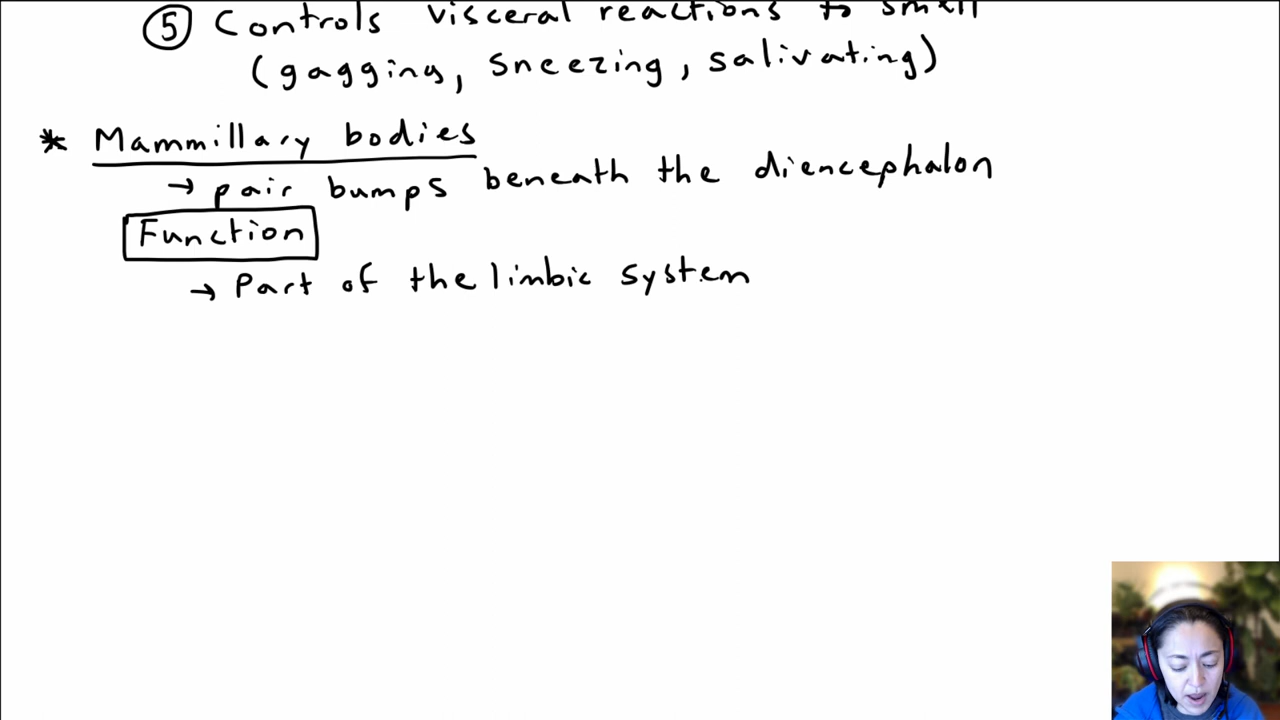 ⑤ Controls visceral reactions to smell
(gagging, sneezing, salivating)
* Mammillary bodies
→ pair bumps beneath the diencephalon
Function
→ Part of the limbic system